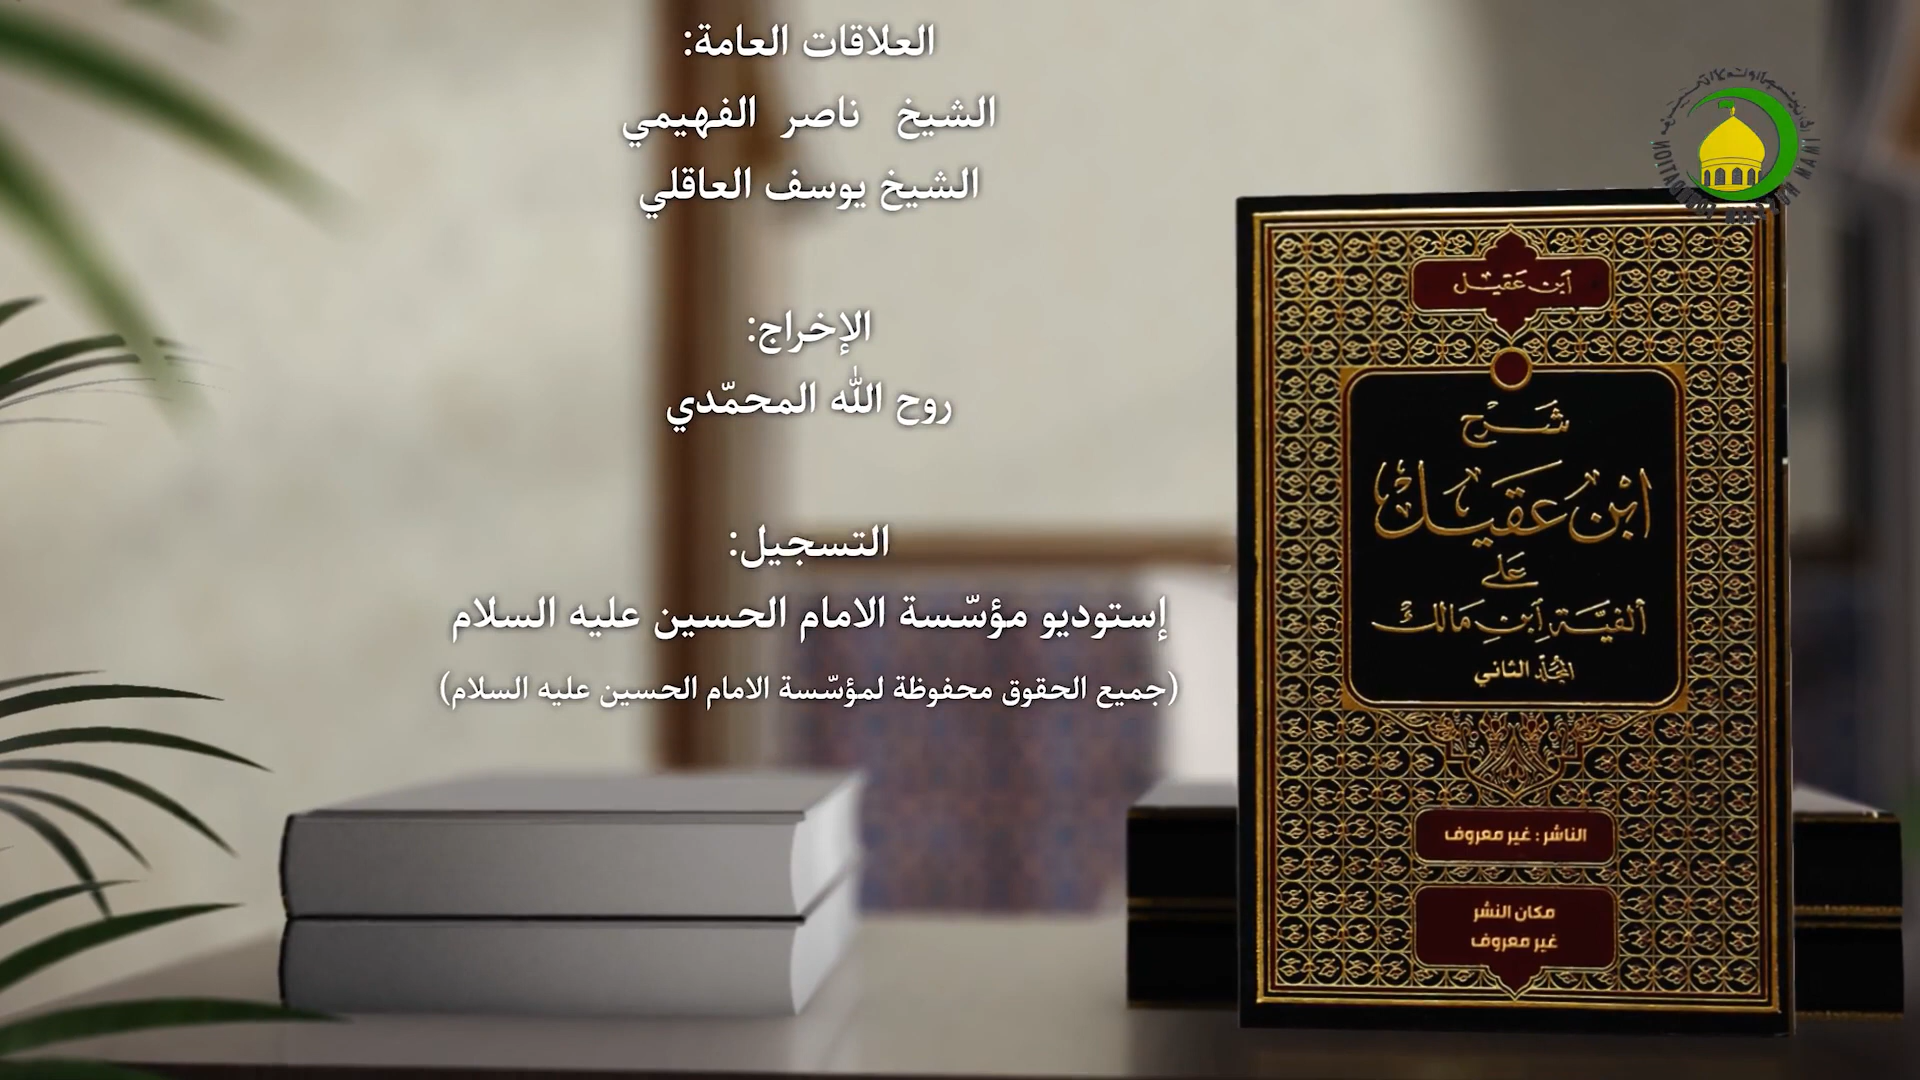 العلاقات العامة:
الشيخ ناصر الفهيمي
الشيخ يوسف العاقلي
الإخراج:
روح الله المحمّدي
التسجيل:
إستوديو مؤسّسة الامام الحسين عليه السلام
(جميع الحقوق محفوظة لمؤسّسة الامام الحسين عليه السلام)
ابن عقيل
شرح
ابن عقيل
على
ألفيّة ابن مالك
المجلد الثاني
الناشر : غير معروف
مكان النشر
غير معروف